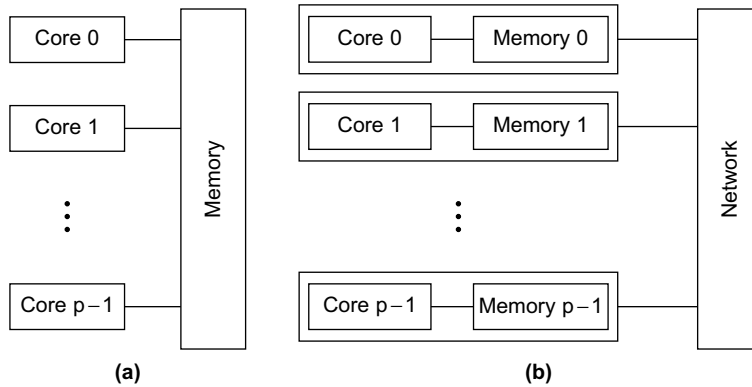 Core 0
Core 1
Core p−1
Memory
(a)
Core 0
Memory 0
Core 1
Memory 1
Core p−1
Memory p−1
Network
(b)